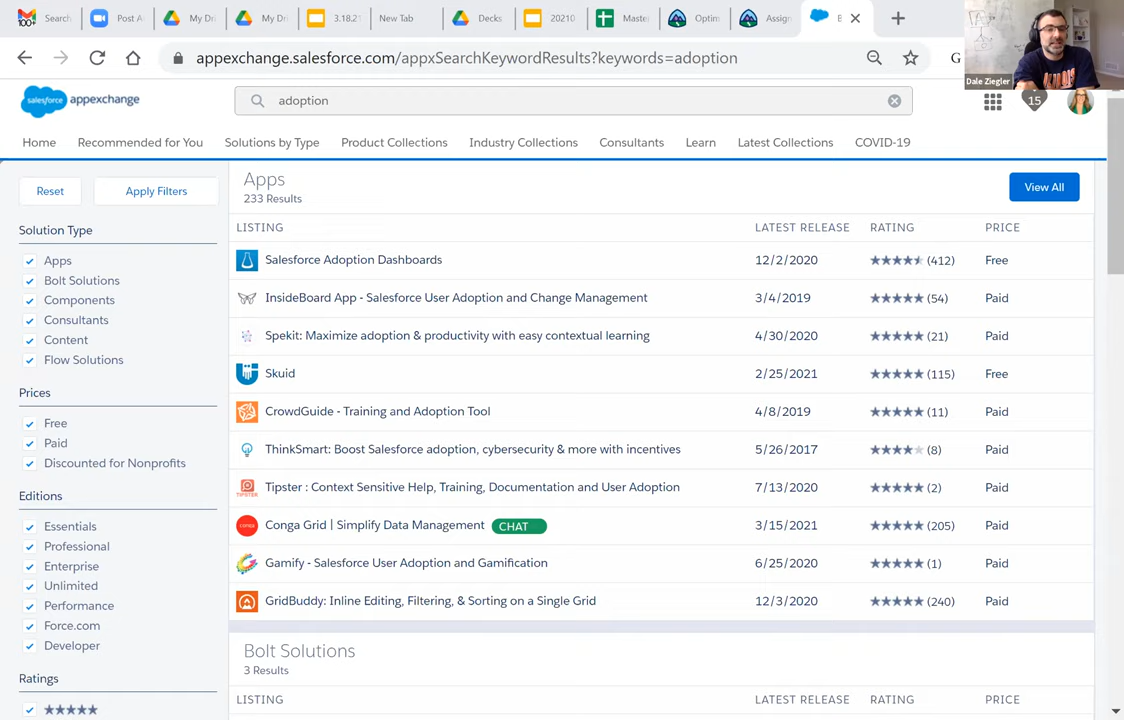 100+ Search
Post A
My Dri
My Dri
3.18.21
New Tab
Decks
20210
Maste
Optim
Assign
appexchange.salesforce.com/appxSearchKeywordResults?keywords=adoption
G
Dale Ziegler
salesforce appexchange
adoption
15
Home Recommended for You Solutions by Type Product Collections Industry Collections Consultants Learn Latest Collections COVID-19
Reset Apply Filters
Solution Type
Apps
Bolt Solutions
Components
Consultants
Content
Flow Solutions
Prices
Free
Paid
Discounted for Nonprofits
Editions
Essentials
Professional
Enterprise
Unlimited
Performance
Force.com
Developer
Ratings
Apps
233 Results
View All
LISTING LATEST RELEASE RATING PRICE
Salesforce Adoption Dashboards 12/2/2020 (412) Free
InsideBoard App - Salesforce User Adoption and Change Management 3/4/2019 (54) Paid
Spekit: Maximize adoption & productivity with easy contextual learning 4/30/2020 (21) Paid
Skuid 2/25/2021 (115) Free
CrowdGuide - Training and Adoption Tool 4/8/2019 (11) Paid
ThinkSmart: Boost Salesforce adoption, cybersecurity & more with incentives 5/26/2017 (8) Paid
TIPSTER Tipster : Context Sensitive Help, Training, Documentation and User Adoption 7/13/2020 (2) Paid
CONGA Conga Grid | Simplify Data Management CHAT 3/15/2021 (205) Paid
Gamify - Salesforce User Adoption and Gamification 6/25/2020 (1) Paid
GridBuddy: Inline Editing, Filtering, & Sorting on a Single Grid 12/3/2020 (240) Paid
Bolt Solutions
3 Results
LISTING LATEST RELEASE RATING PRICE